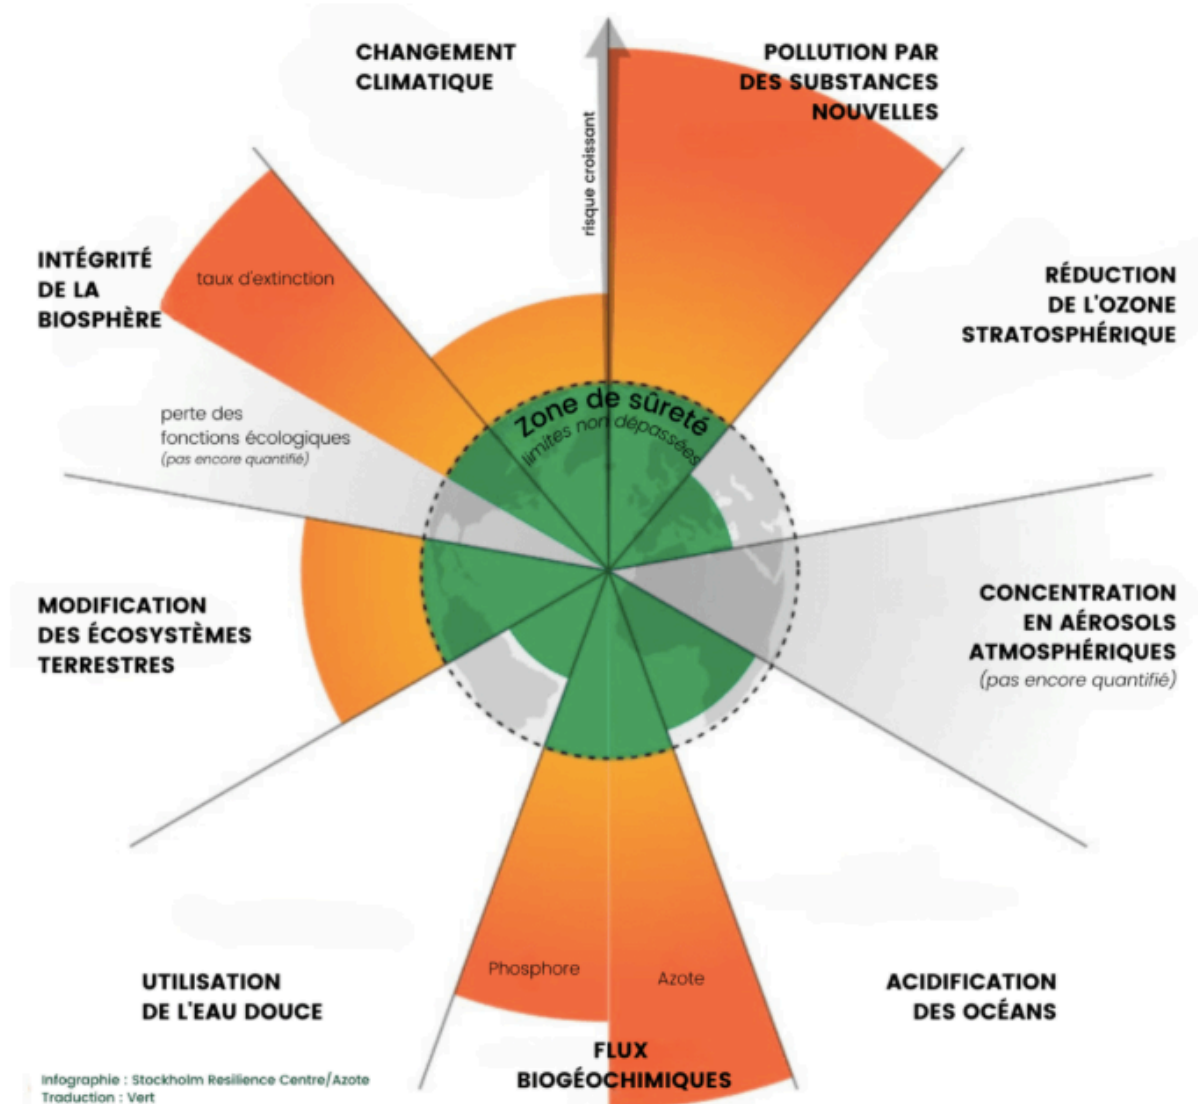 CHANGEMENT
CLIMATIQUE
POLLUTION PAR
DES SUBSTANCES
NOUVELLES
risque croissant
INTÉGRITÉ
DE LA
BIOSPHÈRE
taux d'extinction
RÉDUCTION
DE L'OZONE
STRATOSPHÉRIQUE
Zone de sûreté
limites non dépassées
perte des
fonctions écologiques
(pas encore quantifié)
MODIFICATION
DES ÉCOSYSTÈMES
TERRESTRES
CONCENTRATION
EN AÉROSOLS
ATMOSPHÉRIQUES
(pas encore quantifié)
Phosphore
Azote
UTILISATION
DE L'EAU DOUCE
ACIDIFICATION
DES OCÉANS
FLUX
BIOGÉOCHIMIQUES
Infographie : Stockholm Resilience Centre/Azote
Traduction : Vert